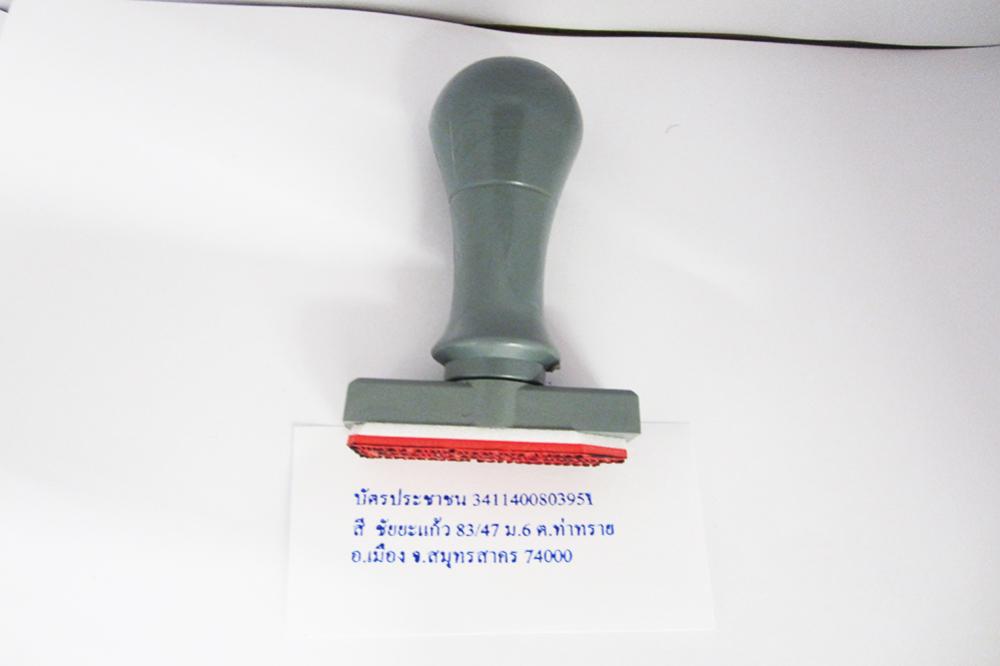 บัตรประชาชน 3411400803951
สี ชัยยะแก้ว 83/47 ม.6 ต.ท่าทราย
อ.เมือง จ.สมุทรสาคร 74000